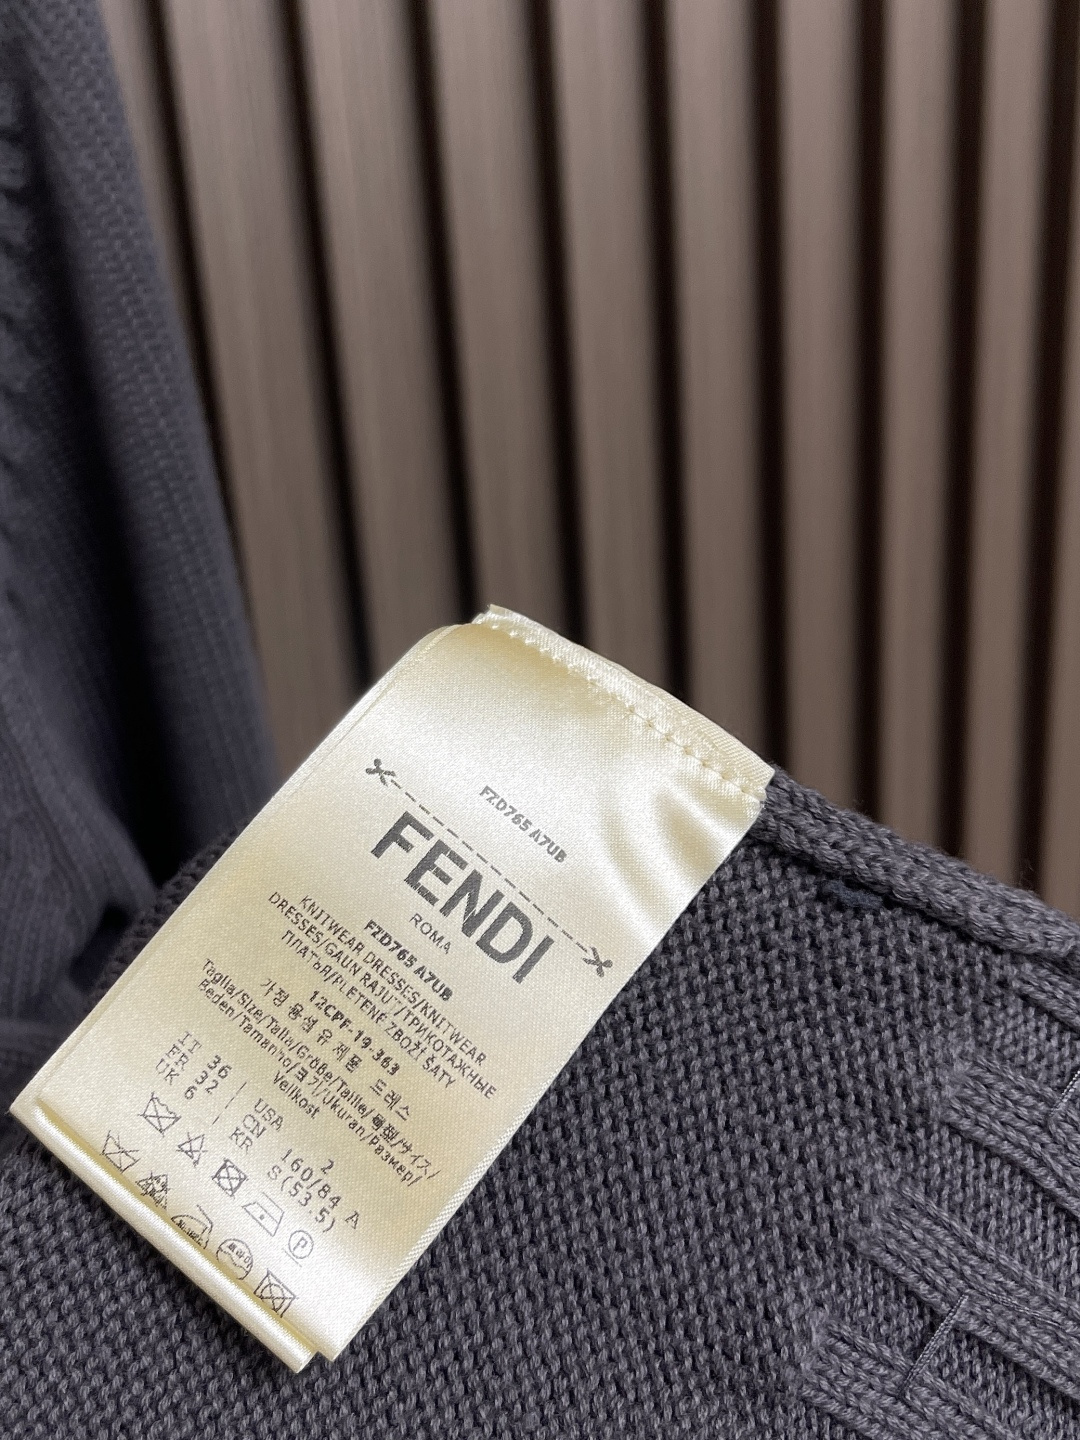 FZD765 A7UB
FENDI
ROMA
FZD765 A7UB
KNITWEAR DRESSES/KNITWEAR
DRESSES/GAUN RAJUT/ТРИКОТАЖНЫЕ
ПЛАТЬЯ/PLETENÉ ZBOŽÍ ŠATY
가정용 섬유 제품 드레스
12CPF-19-363
Taglia/Size/Talla/Größe/Taille/ /サイズ/
Beden/Tamanho/크기/Ukuran/Размер/
Velikost
IT 36 | USA 2
FR 32 | CN 160/84 A
UK 6 | KR S(53.5)
P